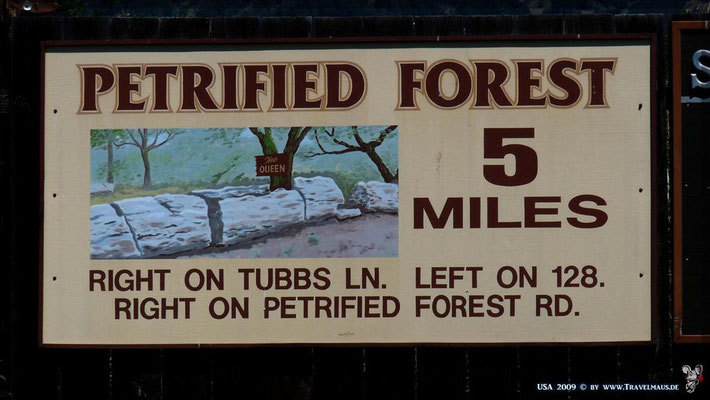 PETRIFIED FOREST
The
QUEEN
5
MILES
RIGHT ON TUBBS LN. LEFT ON 128.
RIGHT ON PETRIFIED FOREST RD.
S
USA 2009 © BY WWW.TRAVELMAUS.DE